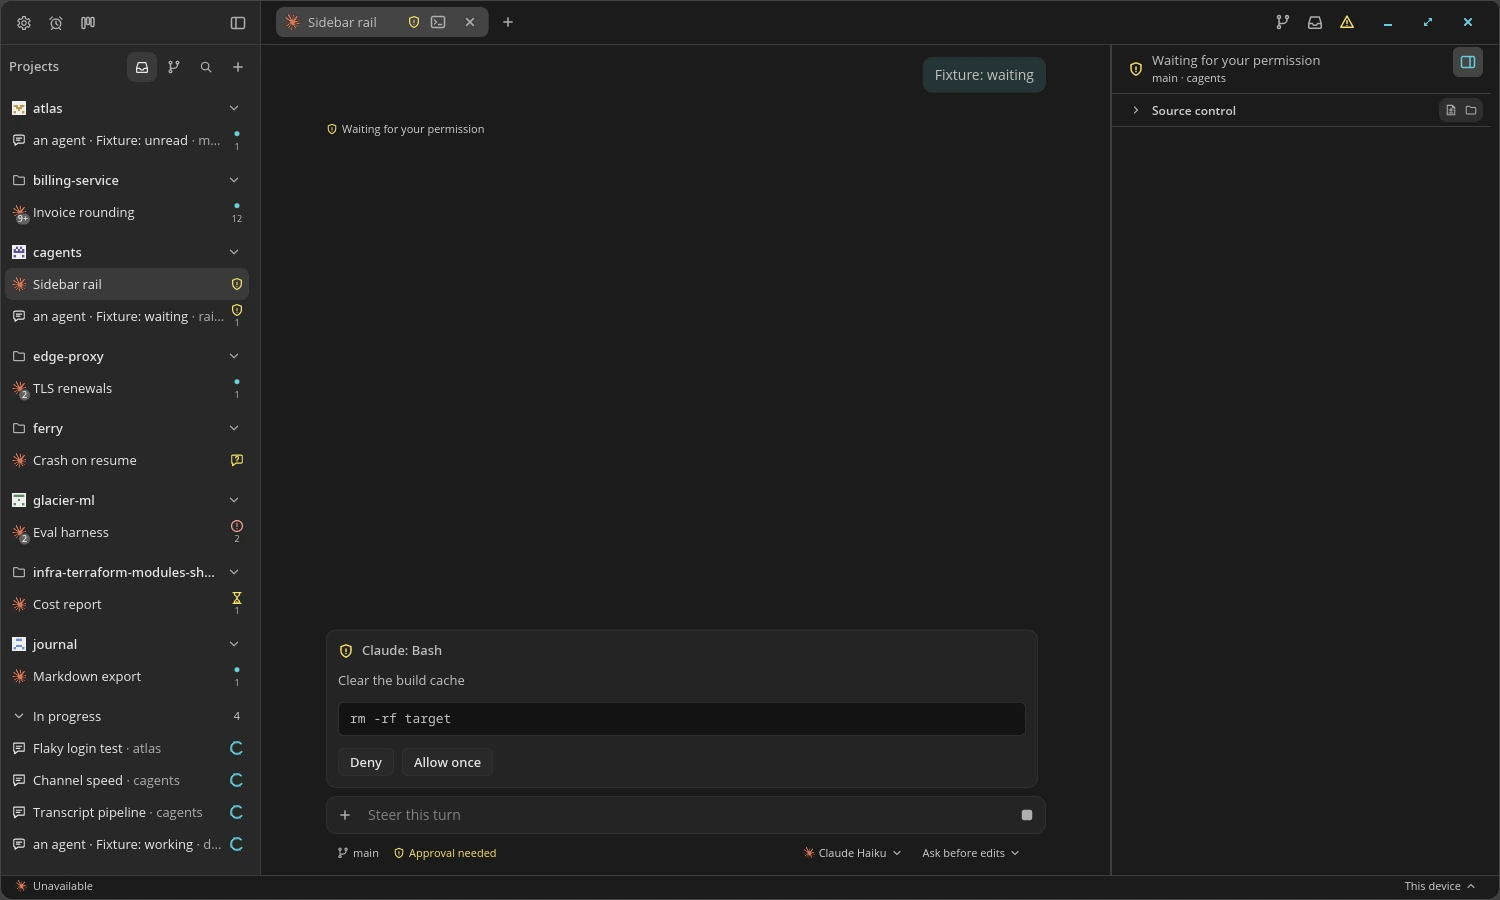 Sidebar rail
Projects
atlas
an agent · Fixture: unread · m...
1
billing-service
9+
Invoice rounding
12
cagents
Sidebar rail
an agent · Fixture: waiting · rai...
1
edge-proxy
2
TLS renewals
1
ferry
Crash on resume
glacier-ml
2
Eval harness
2
infra-terraform-modules-sh...
Cost report
1
journal
Markdown export
1
In progress
4
Flaky login test · atlas
Channel speed · cagents
Transcript pipeline · cagents
an agent · Fixture: working · d...
Unavailable
Fixture: waiting
Waiting for your permission
Claude: Bash
Clear the build cache
rm -rf target
Deny
Allow once
Steer this turn
main
Approval needed
Claude Haiku
Ask before edits
Waiting for your permission
main · cagents
Source control
This device